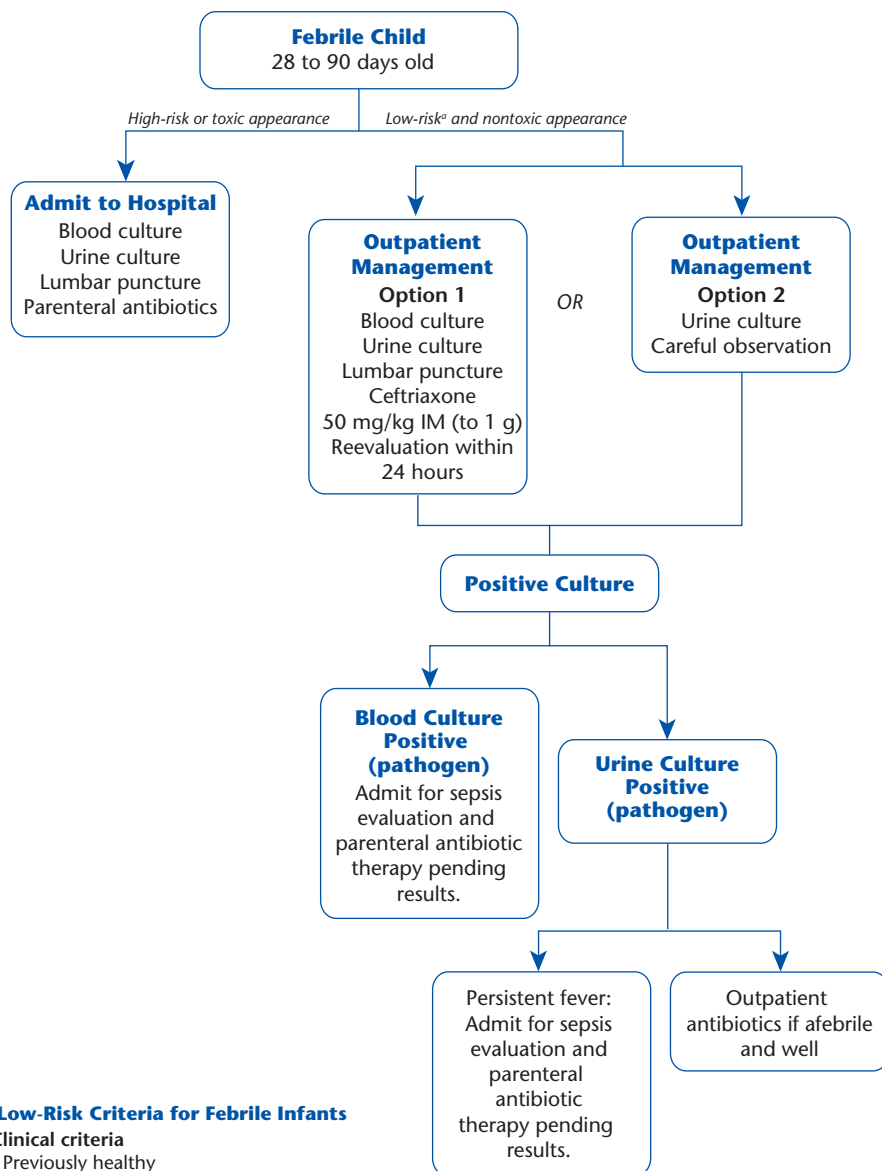 Febrile Child
28 to 90 days old
High-risk or toxic appearance
Low-riskᵃ and nontoxic appearance
Admit to Hospital
Blood culture
Urine culture
Lumbar puncture
Parenteral antibiotics
Outpatient
Management
Option 1
Blood culture
Urine culture
Lumbar puncture
Ceftriaxone
50 mg/kg IM (to 1 g)
Reevaluation within
24 hours
OR
Outpatient
Management
Option 2
Urine culture
Careful observation
Positive Culture
Blood Culture
Positive
(pathogen)
Admit for sepsis
evaluation and
parenteral antibiotic
therapy pending
results.
Urine Culture
Positive
(pathogen)
Persistent fever:
Admit for sepsis
evaluation and
parenteral
antibiotic
therapy pending
results.
Outpatient
antibiotics if afebrile
and well
Low-Risk Criteria for Febrile Infants
Clinical criteria
Previously healthy